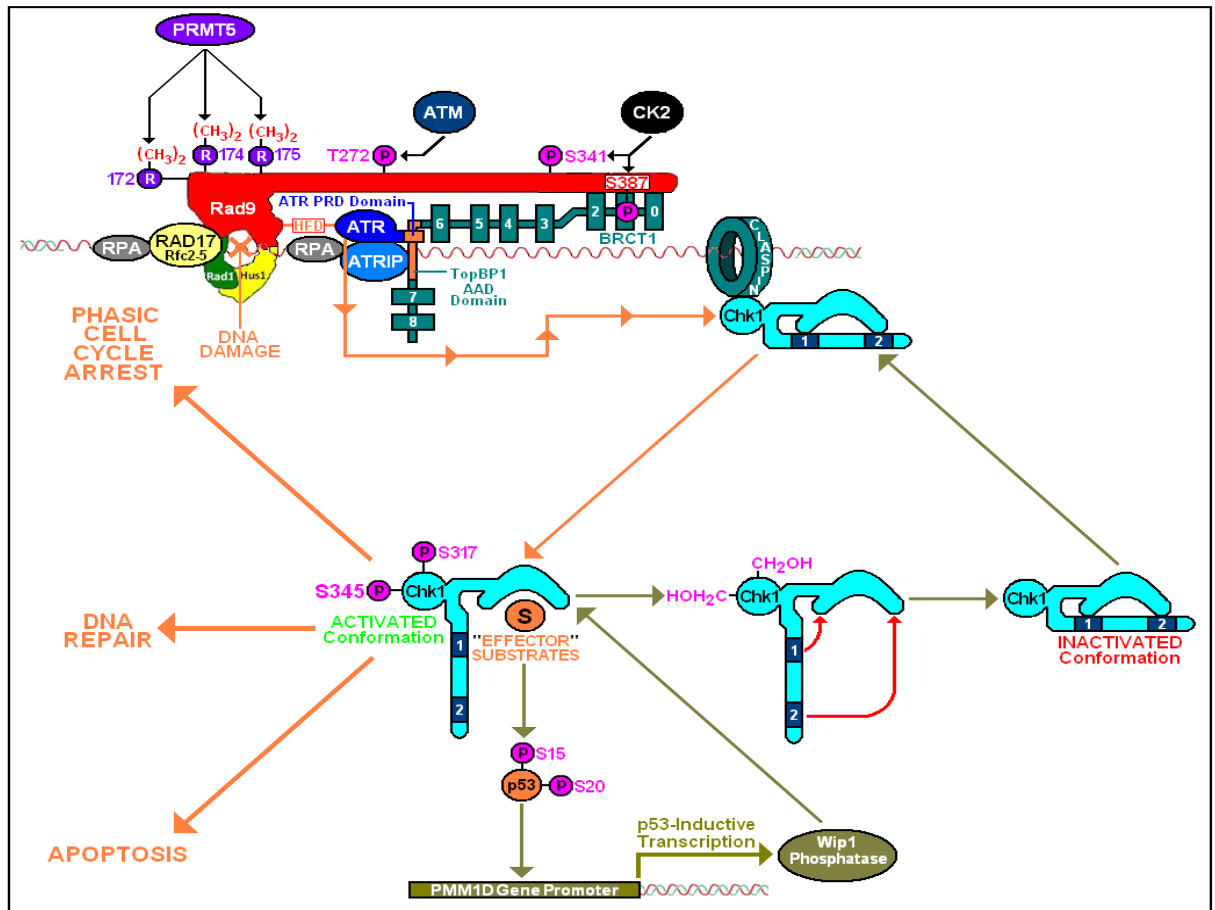 PRMT5
(CH3)2
(CH3)2
(CH3)2
R 174
R 175
172 R
ATM
CK2
T272 P
P S341
S387
Rad9
ATR PRD Domain
HFD
ATR
6
5
4
3
2
P
0
BRCT1
RPA
RAD17
Rfc2-5
RPA
ATRIP
Rad1
Hus1
TopBP1
AAD
Domain
7
8
CLASPIN
Chk1
1
2
PHASIC
CELL
CYCLE
ARREST
DNA
DAMAGE
P S317
S345 P
Chk1
ACTIVATED
Conformation
S
"EFFECTOR"
SUBSTRATES
1
2
CH2OH
HOH2C
Chk1
1
2
Chk1
1
2
INACTIVATED
Conformation
DNA
REPAIR
P S15
p53
P S20
APOPTOSIS
p53-Inductive
Transcription
Wip1
Phosphatase
PMM1D Gene Promoter